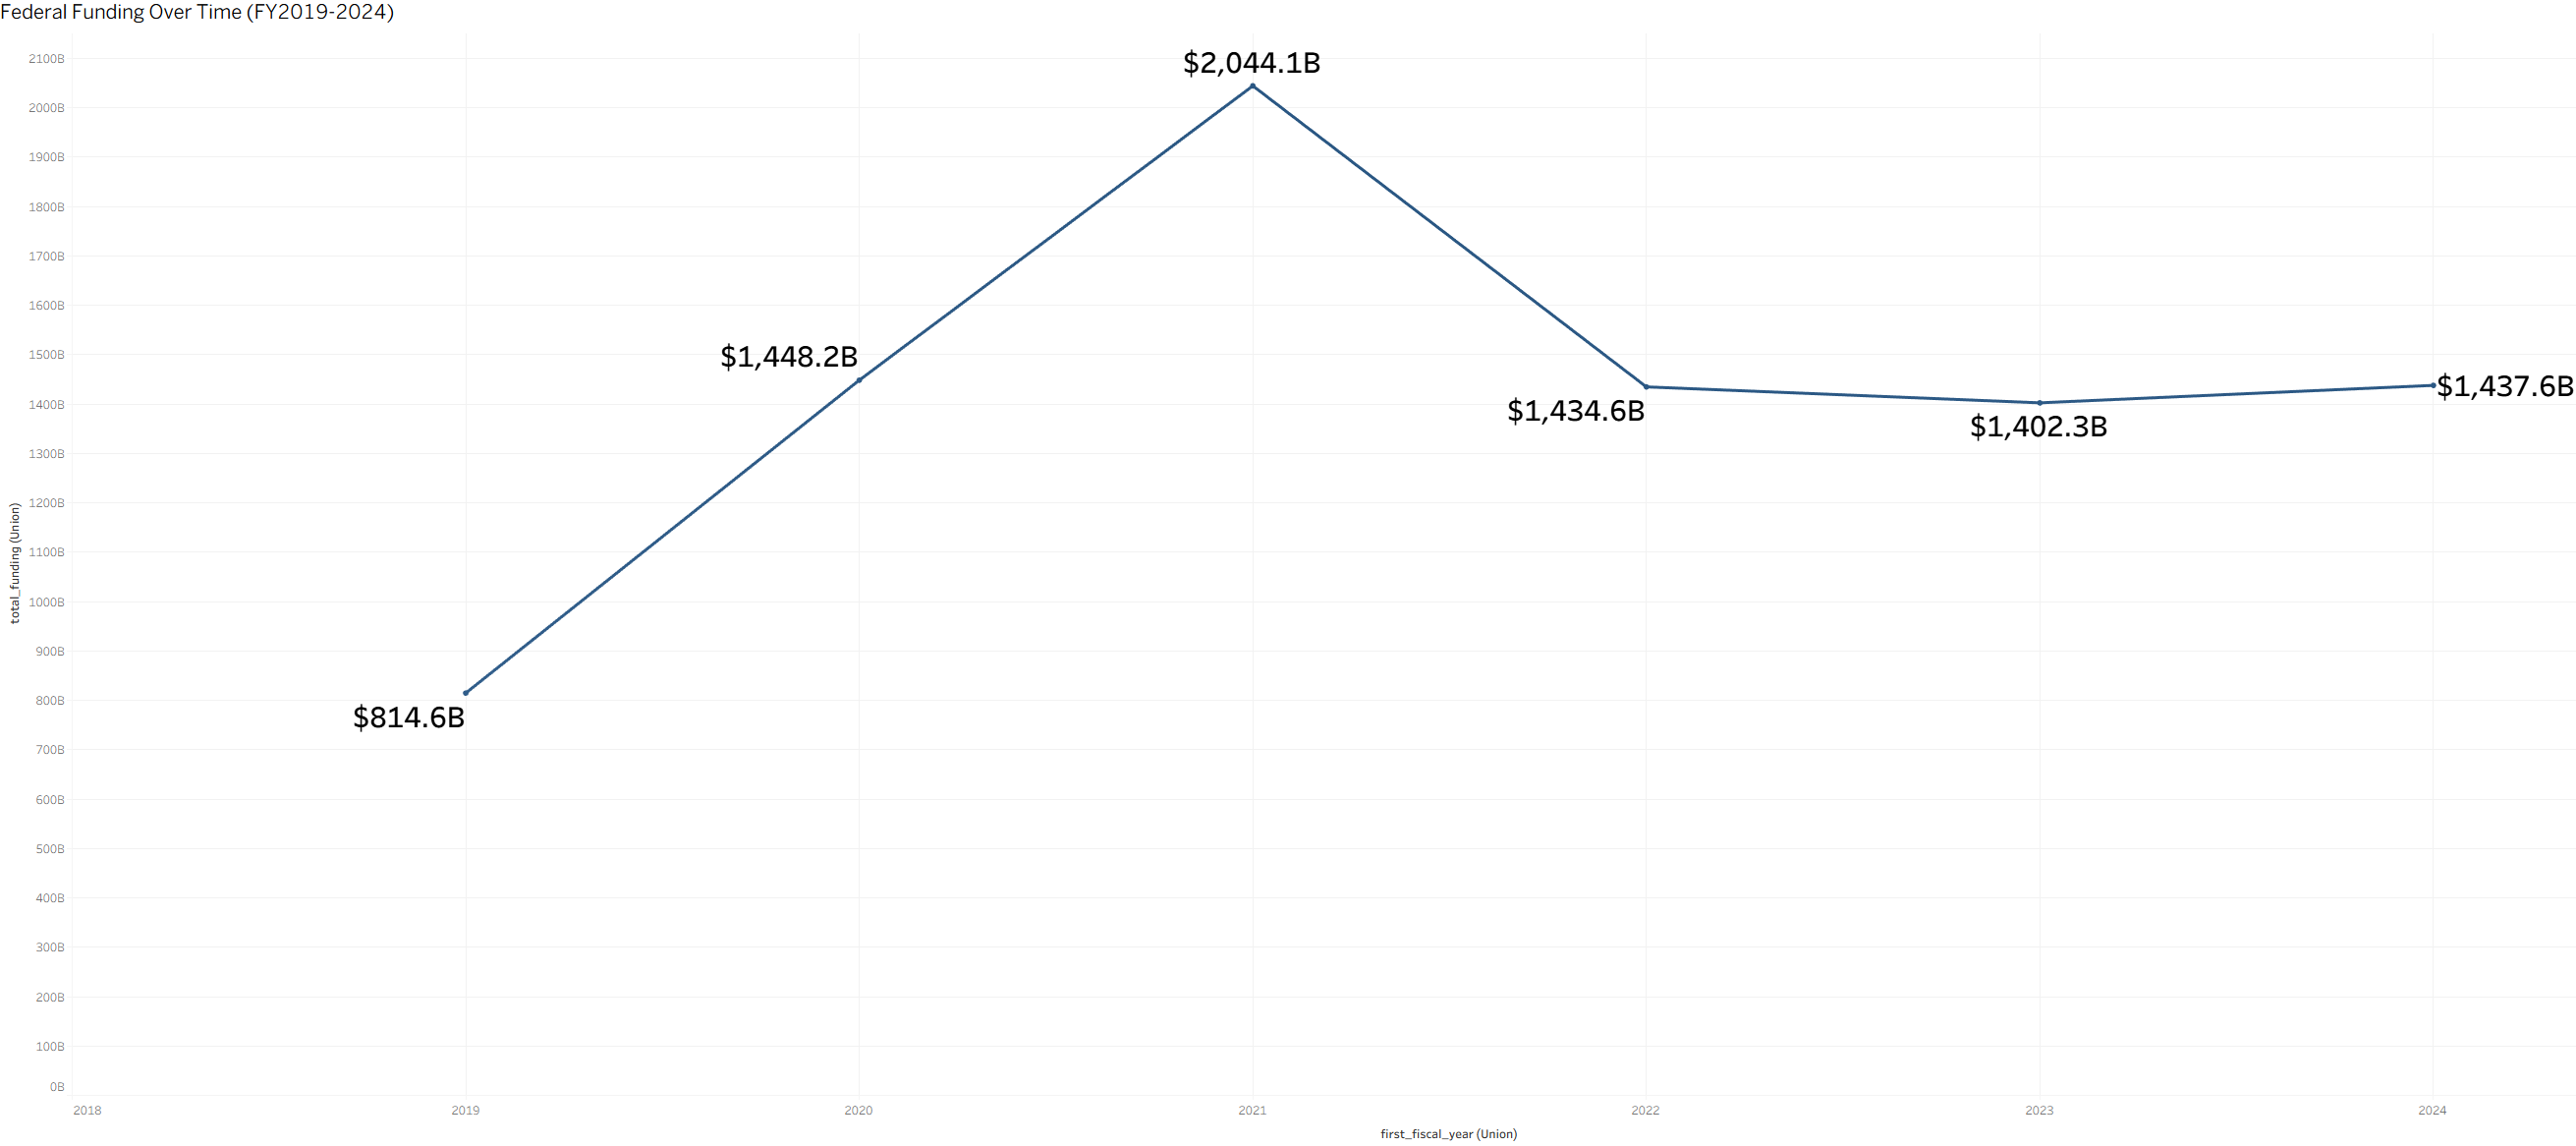 Federal Funding Over Time (FY2019-2024)
2100B
2000B
1900B
1800B
1700B
1600B
1500B
1400B
1300B
1200B
1100B
1000B
900B
800B
700B
600B
500B
400B
300B
200B
100B
0B
total_funding (Union)
$814.6B
$1,448.2B
$2,044.1B
$1,434.6B
$1,402.3B
$1,437.6B
2018
2019
2020
2021
2022
2023
2024
first_fiscal_year (Union)